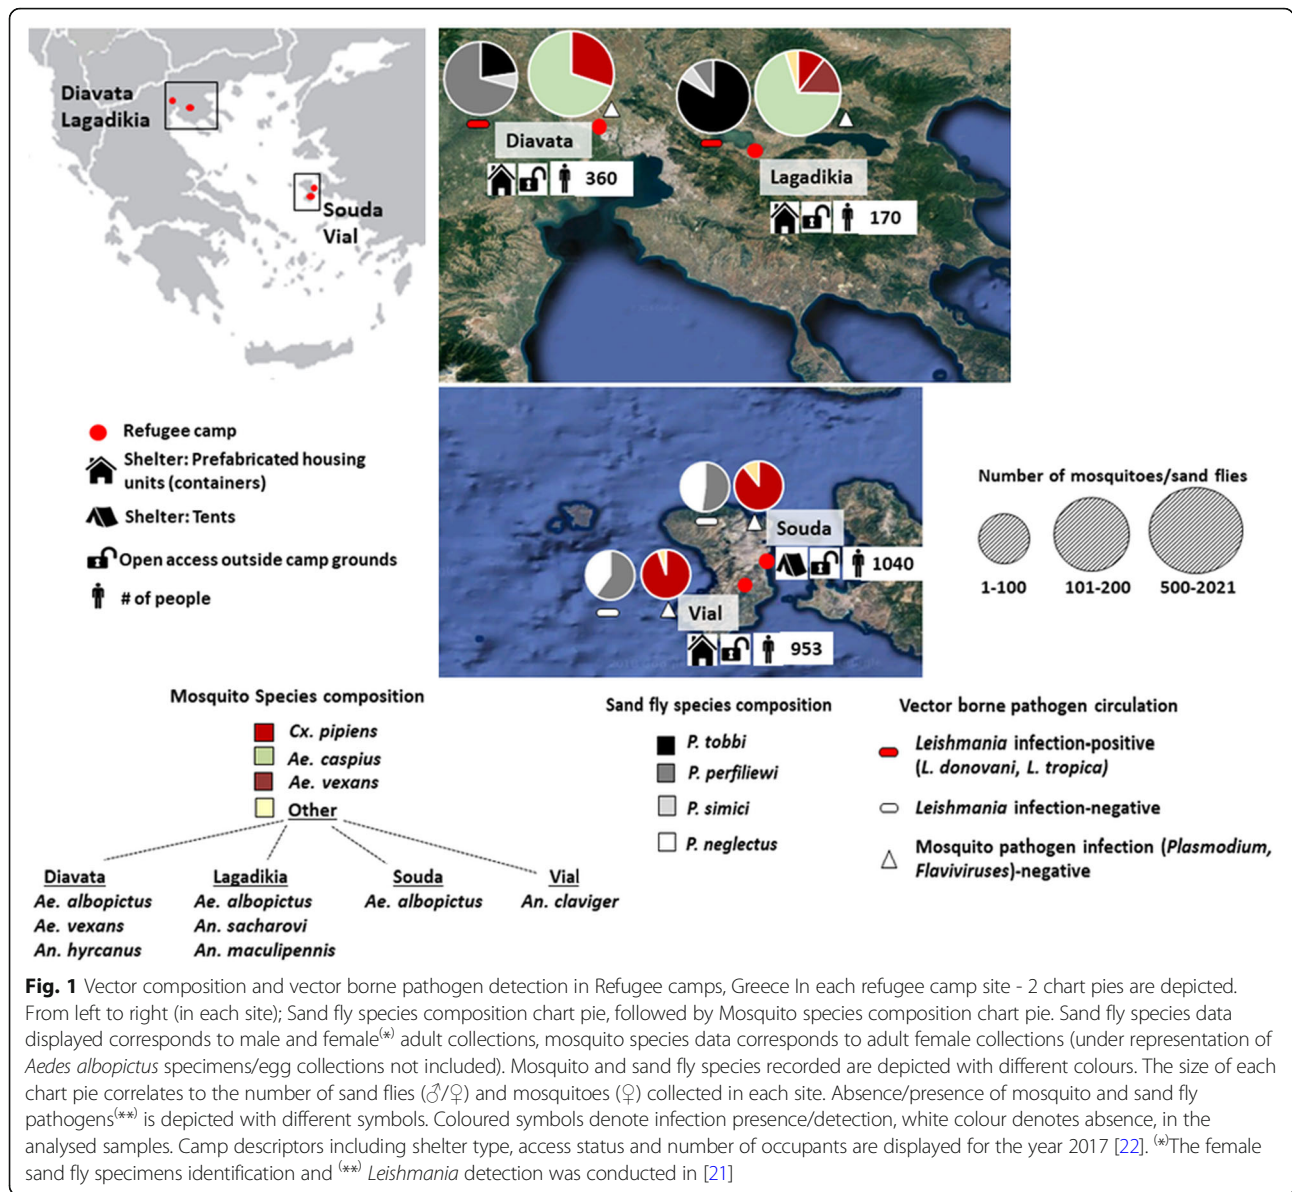 Diavata
Lagadikia
Souda
Vial
Diavata
360
Lagadikia
170
Souda
1040
Vial
953
Refugee camp
Shelter: Prefabricated housing
units (containers)
Shelter: Tents
Open access outside camp grounds
# of people
Number of mosquitoes/sand flies
1-100 101-200 500-2021
Mosquito Species composition
Cx. pipiens
Ae. caspius
Ae. vexans
Other
Diavata
Ae. albopictus
Ae. vexans
An. hyrcanus
Lagadikia
Ae. albopictus
An. sacharovi
An. maculipennis
Souda
Ae. albopictus
Vial
An. claviger
Sand fly species composition
P. tobbi
P. perfiliewi
P. simici
P. neglectus
Vector borne pathogen circulation
Leishmania infection-positive
(L. donovani, L. tropica)
Leishmania infection-negative
Mosquito pathogen infection (Plasmodium,
Flaviviruses)-negative
Fig. 1 Vector composition and vector borne pathogen detection in Refugee camps, Greece In each refugee camp site - 2 chart pies are depicted.
From left to right (in each site); Sand fly species composition chart pie, followed by Mosquito species composition chart pie. Sand fly species data
displayed corresponds to male and female(*) adult collections, mosquito species data corresponds to adult female collections (under representation of
Aedes albopictus specimens/egg collections not included). Mosquito and sand fly species recorded are depicted with different colours. The size of each
chart pie correlates to the number of sand flies (♂/♀) and mosquitoes (♀) collected in each site. Absence/presence of mosquito and sand fly
pathogens(**) is depicted with different symbols. Coloured symbols denote infection presence/detection, white colour denotes absence, in the
analysed samples. Camp descriptors including shelter type, access status and number of occupants are displayed for the year 2017 [22]. (*)The female
sand fly specimens identification and (**) Leishmania detection was conducted in [21]